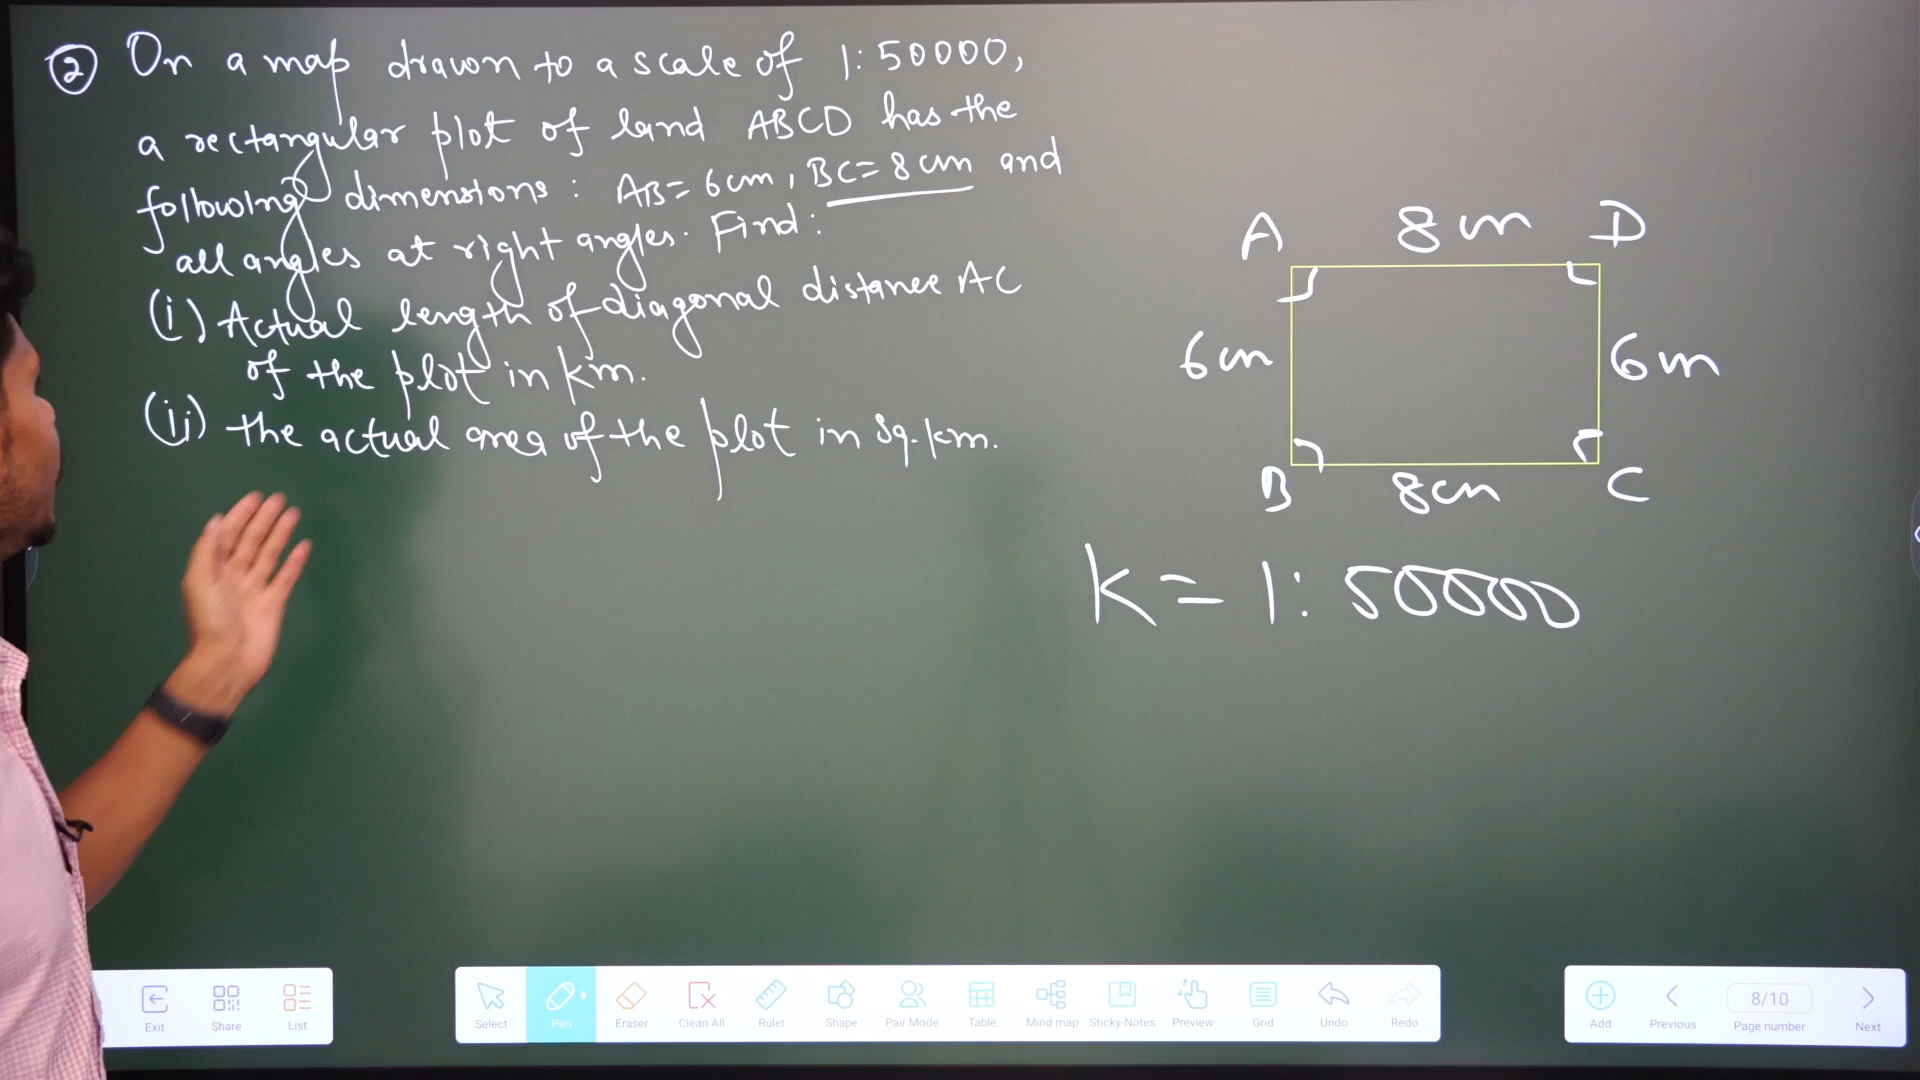 ② On a map drawn to a scale of 1:50000,
a rectangular plot of land ABCD has the
following dimensions: AB=6cm, BC=8cm and
all angles at right angles. Find:
(i) Actual length of diagonal distance AC
of the plot in km.
(ii) the actual area of the plot in sq.km.
A 8cm D
6cm 6cm
B 8cm C
K=1:50000
Exit Share List
Select Pen Eraser Clean All Ruler Shape Pair Mode Table Mind map Sticky-Notes Preview Grid Undo Redo
8/10
Add Previous Page number Next